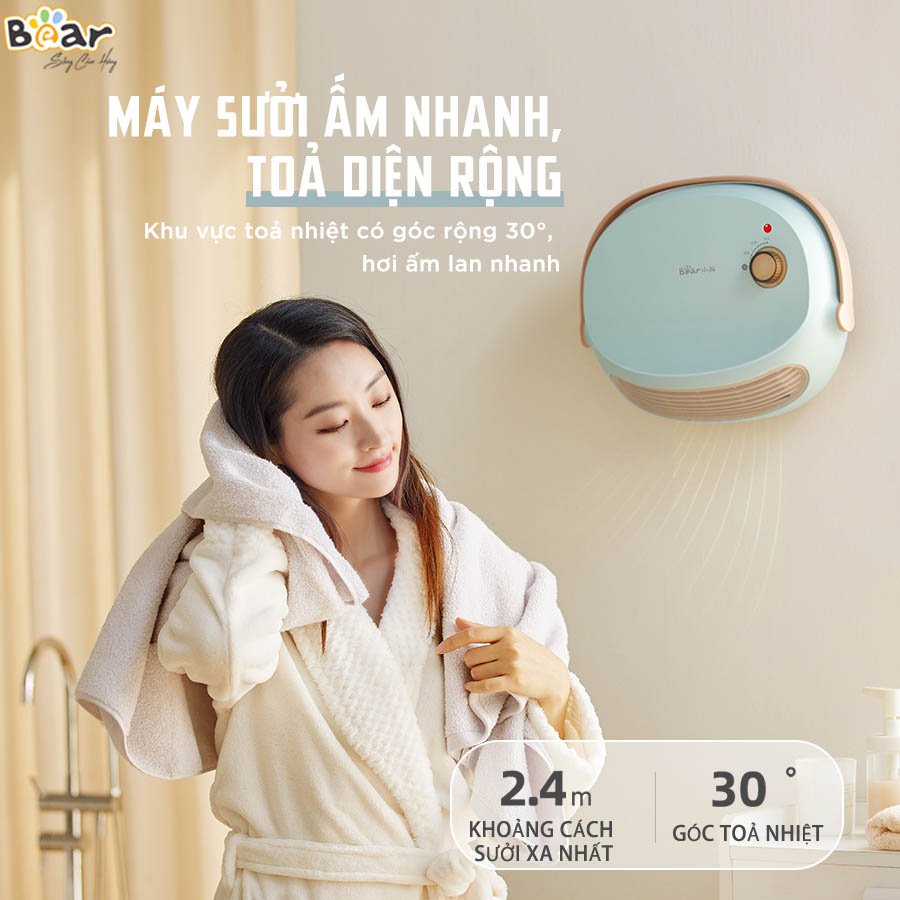 Bear
Sống Cảm Hứng
MÁY SƯỞI ẤM NHANH,
TOẢ DIỆN RỘNG
Khu vực toả nhiệt có góc rộng 30°,
hơi ấm lan nhanh
Bear小熊
2.4m
KHOẢNG CÁCH
SƯỞI XA NHẤT
30°
GÓC TOẢ NHIỆT